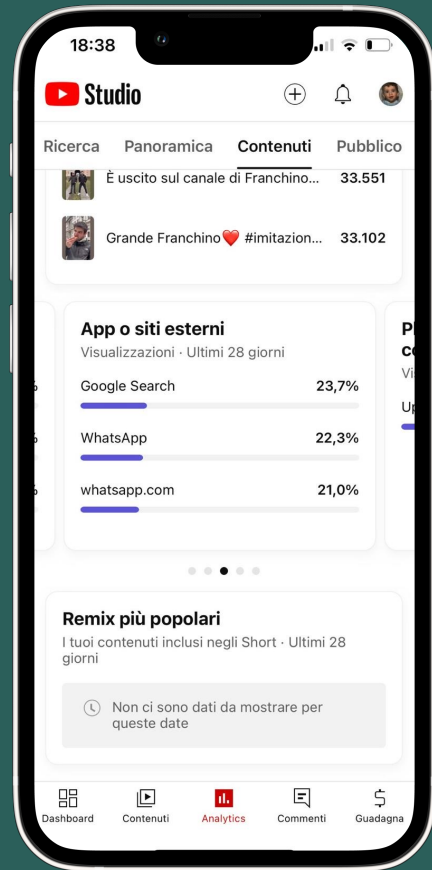 18:38
Studio
Ricerca Panoramica Contenuti Pubblico
È uscito sul canale di Franchino... 33.551
Grande Franchino❤️ #imitazion... 33.102
App o siti esterni
Visualizzazioni · Ultimi 28 giorni
Google Search 23,7%
WhatsApp 22,3%
whatsapp.com 21,0%
Remix più popolari
I tuoi contenuti inclusi negli Short · Ultimi 28
giorni
Non ci sono dati da mostrare per
queste date
Dashboard Contenuti Analytics Commenti Guadagna